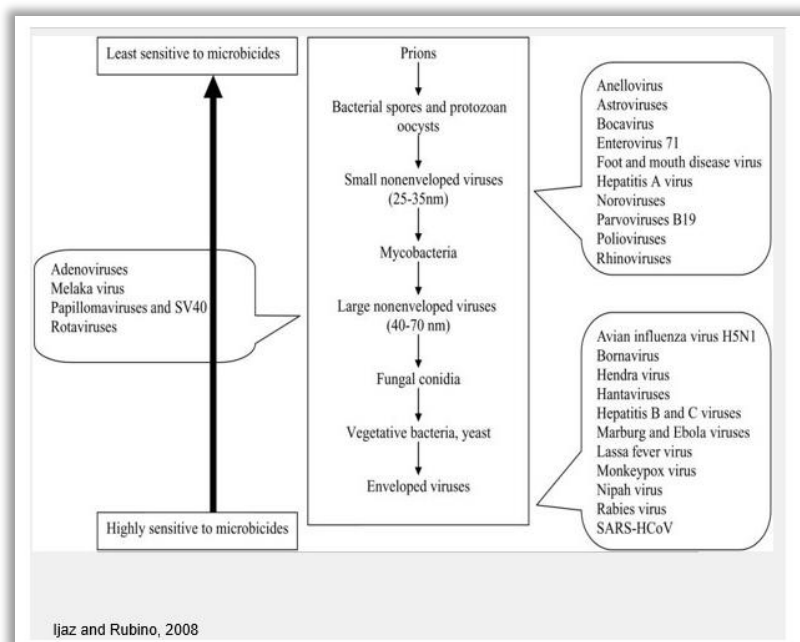 Least sensitive to microbicides
Highly sensitive to microbicides
Prions
Bacterial spores and protozoan
oocysts
Small nonenveloped viruses
(25-35nm)
Mycobacteria
Large nonenveloped viruses
(40-70 nm)
Fungal conidia
Vegetative bacteria, yeast
Enveloped viruses
Adenoviruses
Melaka virus
Papillomaviruses and SV40
Rotaviruses
Anellovirus
Astroviruses
Bocavirus
Enterovirus 71
Foot and mouth disease virus
Hepatitis A virus
Noroviruses
Parvoviruses B19
Polioviruses
Rhinoviruses
Avian influenza virus H5N1
Bornavirus
Hendra virus
Hantaviruses
Hepatitis B and C viruses
Marburg and Ebola viruses
Lassa fever virus
Monkeypox virus
Nipah virus
Rabies virus
SARS-HCoV
Ijaz and Rubino, 2008